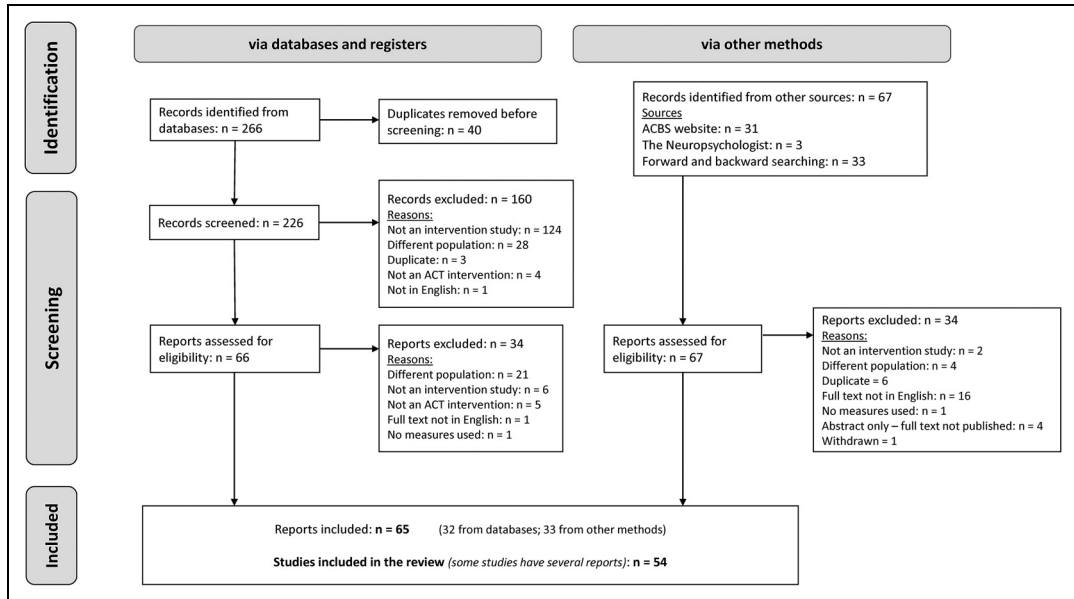 via databases and registers
via other methods
Identification
Records identified from
databases: n = 266
Duplicates removed before
screening: n = 40
Records identified from other sources: n = 67
Sources
ACBS website: n = 31
The Neuropsychologist: n = 3
Forward and backward searching: n = 33
Screening
Records screened: n = 226
Records excluded: n = 160
Reasons:
Not an intervention study: n = 124
Different population: n = 28
Duplicate: n = 3
Not an ACT intervention: n = 4
Not in English: n = 1
Reports assessed for
eligibility: n = 66
Reports excluded: n = 34
Reasons:
Different population: n = 21
Not an intervention study: n = 6
Not an ACT intervention: n = 5
Full text not in English: n = 1
No measures used: n = 1
Reports assessed for
eligibility: n = 67
Reports excluded: n = 34
Reasons:
Not an intervention study: n = 2
Different population: n = 4
Duplicate = 6
Full text not in English: n = 16
No measures used: n = 1
Abstract only – full text not published: n = 4
Withdrawn = 1
Included
Reports included: n = 65 (32 from databases; 33 from other methods)
Studies included in the review (some studies have several reports): n = 54